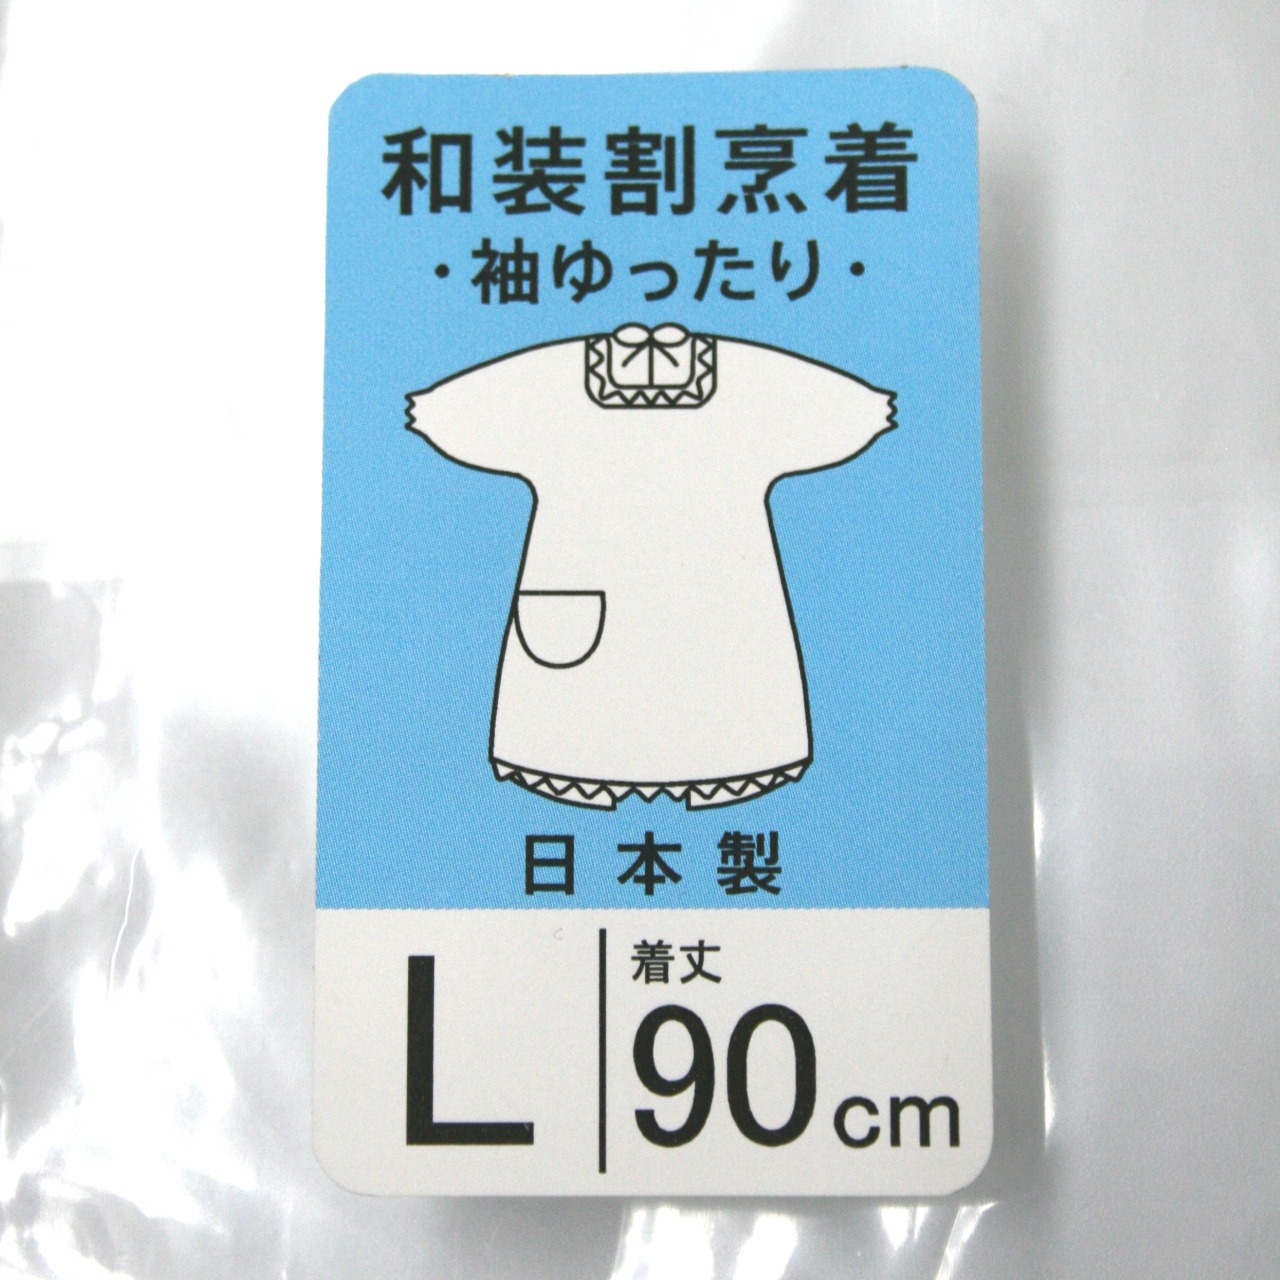 和装割烹着
・袖ゆったり・
日本製
L
着丈
90cm